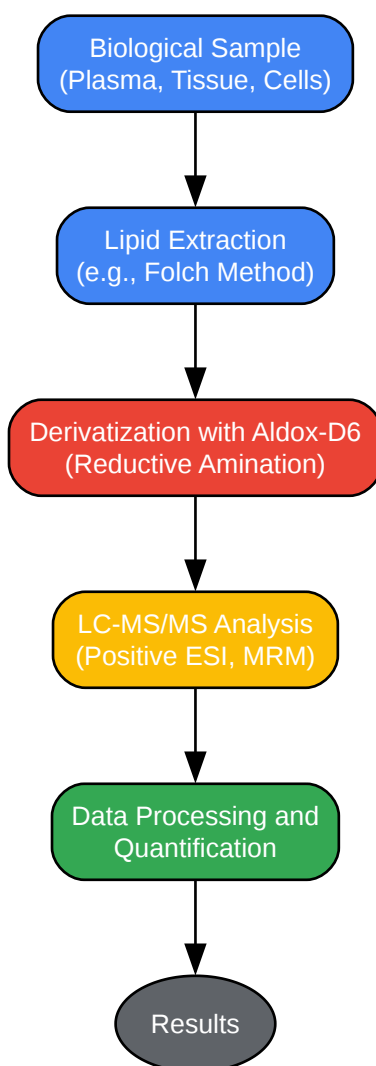 Biological Sample
(Plasma, Tissue, Cells)
Lipid Extraction
(e.g., Folch Method)
Derivatization with Aldox-D6
(Reductive Amination)
LC-MS/MS Analysis
(Positive ESI, MRM)
Data Processing and
Quantification
Results